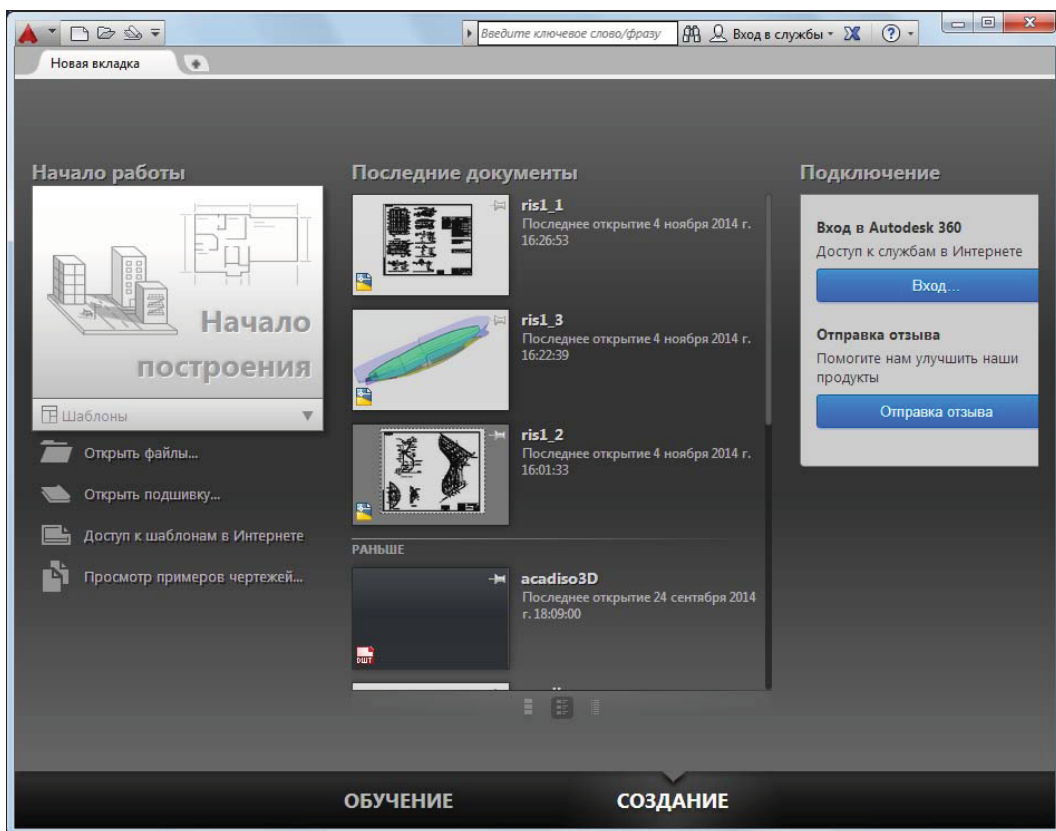 Введите ключевое слово/фразу
Вход в службы
Новая вкладка
Начало работы
Начало
построения
Шаблоны
Открыть файлы...
Открыть подшивку...
Доступ к шаблонам в Интернете
Просмотр примеров чертежей...
Последние документы
ris1_1
Последнее открытие 4 ноября 2014 г.
16:26:53
ris1_3
Последнее открытие 4 ноября 2014 г.
16:22:39
ris1_2
Последнее открытие 4 ноября 2014 г.
16:01:33
РАНЬШЕ
acadiso3D
Последнее открытие 24 сентября 2014
г. 18:09:00
DWT
Подключение
Вход в Autodesk 360
Доступ к службам в Интернете
Вход...
Отправка отзыва
Помогите нам улучшить наши
продукты
Отправка отзыва
ОБУЧЕНИЕ
СОЗДАНИЕ